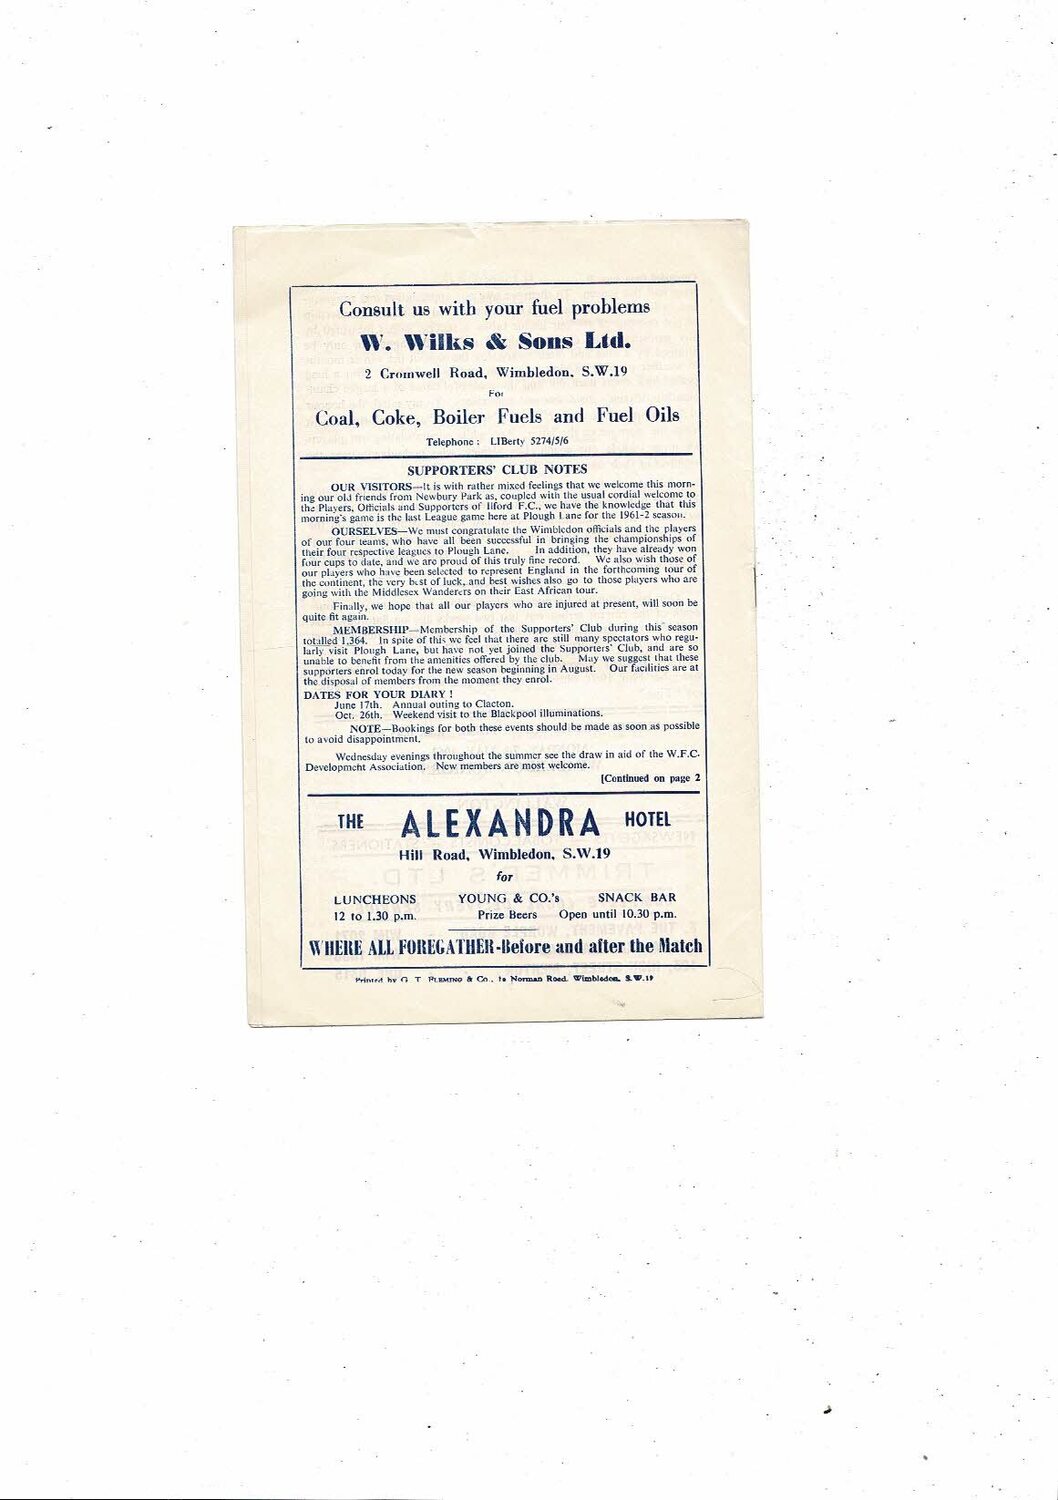 Consult us with your fuel problems
W. Wilks & Sons Ltd.
2 Cromwell Road, Wimbledon, S.W.19
For
Coal, Coke, Boiler Fuels and Fuel Oils
Telephone : LIBerty 5274/5/6
SUPPORTERS' CLUB NOTES
OUR VISITORS—It is with rather mixed feelings that we welcome this morn-
ing our old friends from Newbury Park as, coupled with the usual cordial welcome to
the Players, Officials and Supporters of Ilford F.C., we have the knowledge that this
morning's game is the last League game here at Plough Lane for the 1961-2 season.
OURSELVES—We must congratulate the Wimbledon officials and the players
of our four teams, who have all been successful in bringing the championships of
their four respective leagues to Plough Lane. In addition, they have already won
four cups to date, and we are proud of this truly fine record. We also wish those of
our players who have been selected to represent England in the forthcoming tour of
the continent, the very best of luck, and best wishes also go to those players who are
going with the Middlesex Wanderers on their East African tour.
Finally, we hope that all our players who are injured at present, will soon be
quite fit again.
MEMBERSHIP—Membership of the Supporters' Club during this season
totalled 1,364. In spite of this we feel that there are still many spectators who regu-
larly visit Plough Lane, but have not yet joined the Supporters' Club, and are so
unable to benefit from the amenities offered by the club. May we suggest that these
supporters enrol today for the new season beginning in August. Our facilities are at
the disposal of members from the moment they enrol.
DATES FOR YOUR DIARY !
June 17th. Annual outing to Clacton.
Oct. 26th. Weekend visit to the Blackpool illuminations.
NOTE—Bookings for both these events should be made as soon as possible
to avoid disappointment.
Wednesday evenings throughout the summer see the draw in aid of the W.F.C.
Development Association. New members are most welcome.
[Continued on page 2
THE ALEXANDRA HOTEL
Hill Road, Wimbledon, S.W.19
for
LUNCHEONS YOUNG & CO.'s SNACK BAR
12 to 1.30 p.m. Prize Beers Open until 10.30 p.m.
WHERE ALL FOREGATHER-Before and after the Match
Printed by G. T. FLEMING & Co., Norman Road, Wimbledon, S.W.19